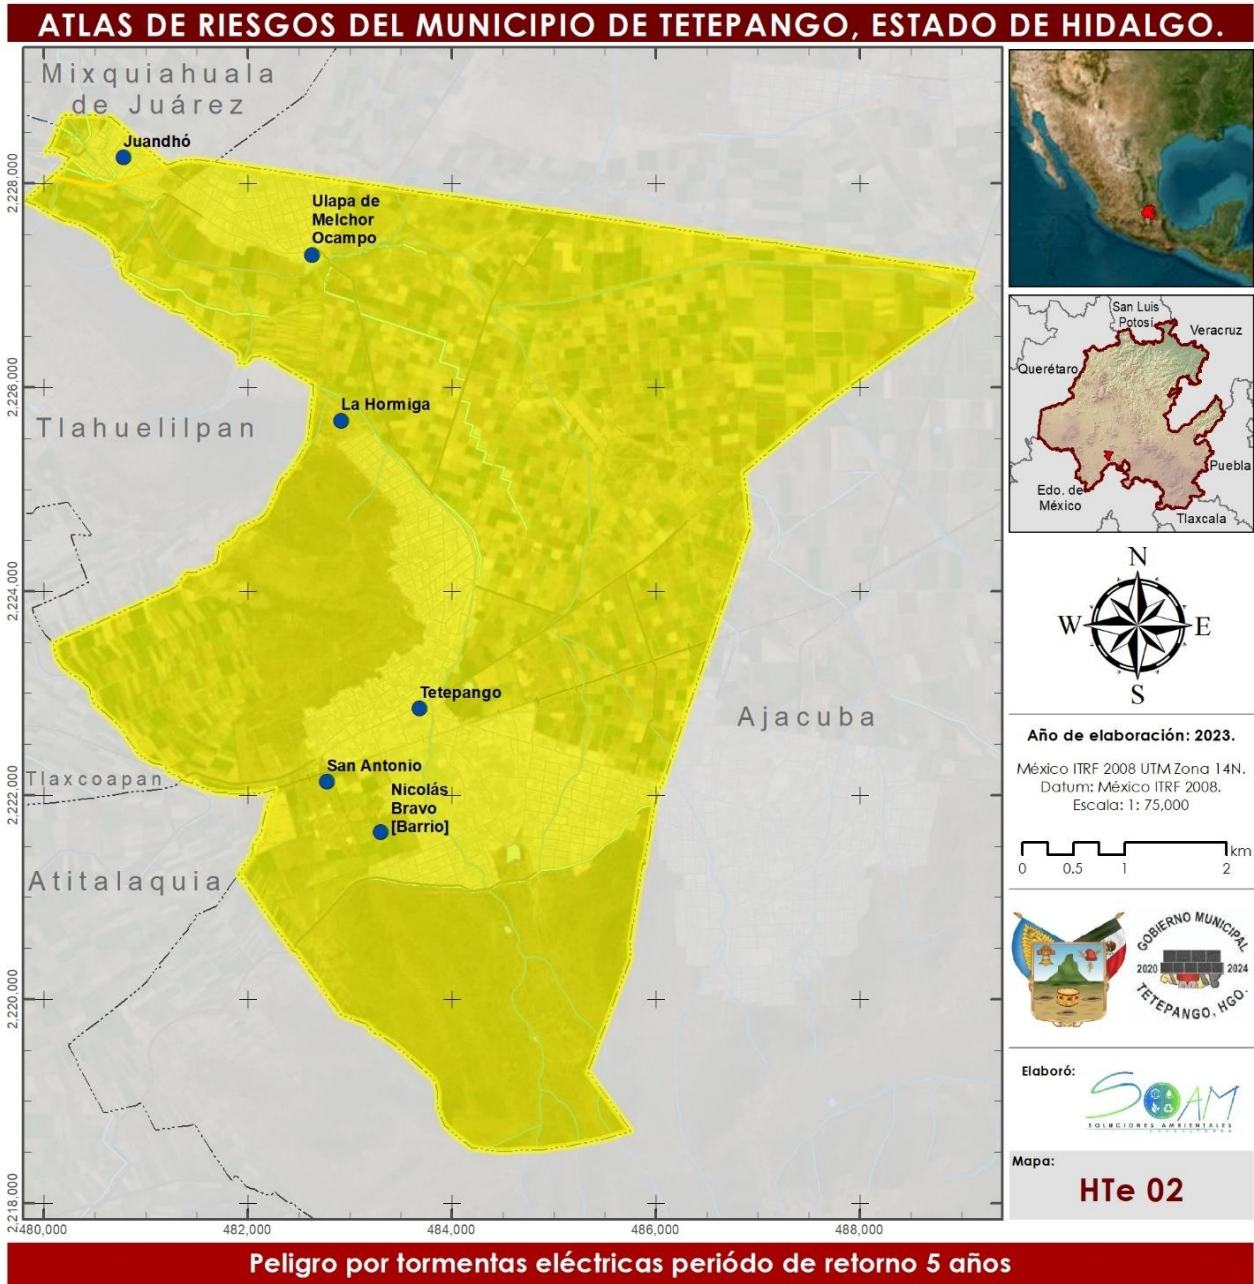 ATLAS DE RIESGOS DEL MUNICIPIO DE TETEPANGO, ESTADO DE HIDALGO.
Mixquiahuala
de Juárez
Juandhó
Ulapa de
Melchor
Ocampo
La Hormiga
Tlahuelilpan
Tetepango
Ajacuba
San Antonio
Tlaxcoapan
Nicolás
Bravo
[Barrio]
Atitalaquia
2,228,000
2,226,000
2,224,000
2,222,000
2,220,000
2,218,000
480,000
482,000
484,000
486,000
488,000
San Luis
Potosí
Veracruz
Querétaro
Puebla
Edo. de
México
Tlaxcala
N
W
E
S
Año de elaboración: 2023.
México ITRF 2008 UTM Zona 14N.
Datum: México ITRF 2008.
Escala: 1: 75,000
km
0 0.5 1 2
GOBIERNO MUNICIPAL
2020 2024
TETEPANGO, HGO.
Elaboró:
SOAM
SOLUCIONES AMBIENTALES
Mapa:
HTe 02
Peligro por tormentas eléctricas periódo de retorno 5 años